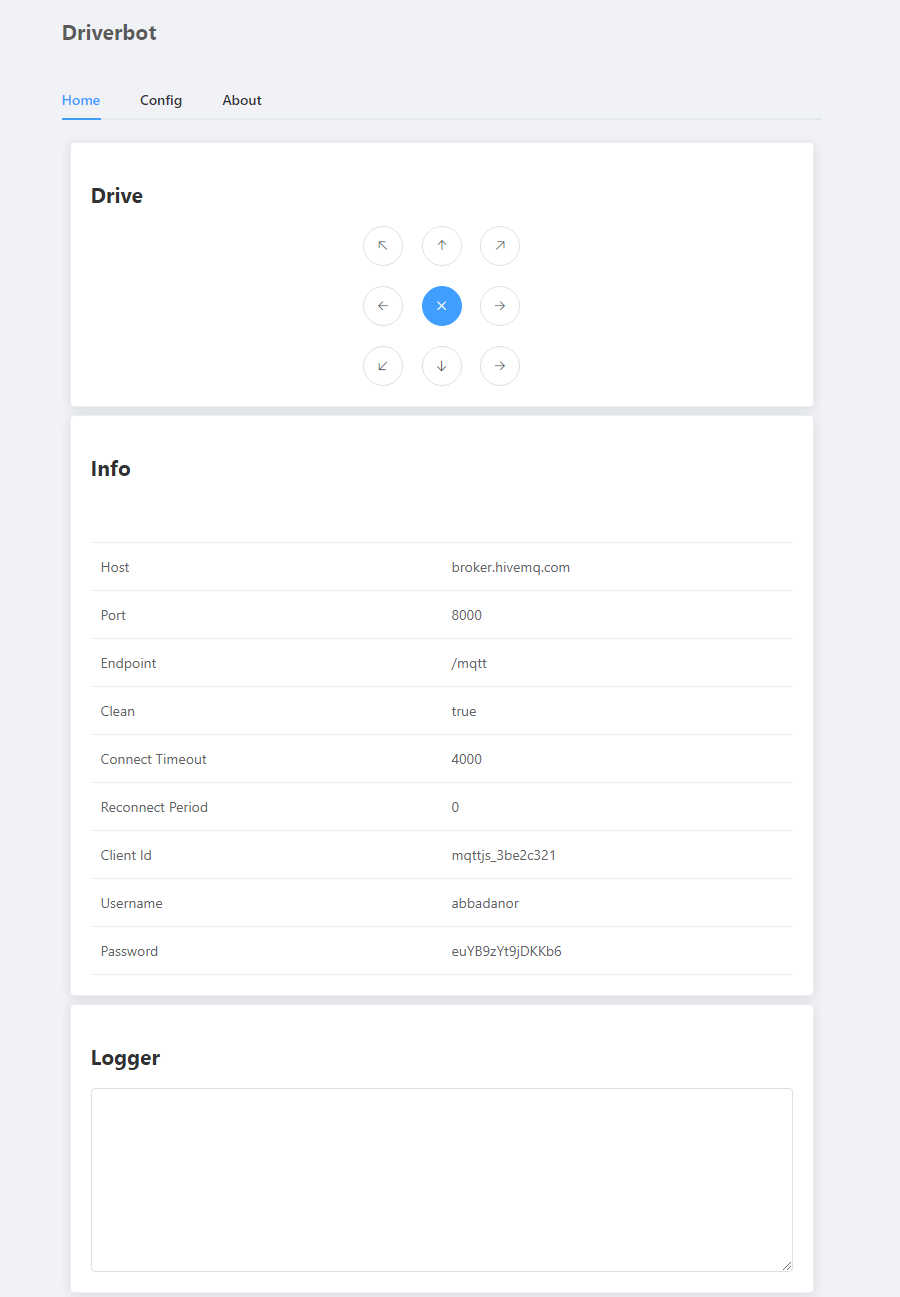 Driverbot
Home Config About
Drive
Info
Host broker.hivemq.com
Port 8000
Endpoint /mqtt
Clean true
Connect Timeout 4000
Reconnect Period 0
Client Id mqttjs_3be2c321
Username abbadanor
Password euYB9zYt9jDKKb6
Logger